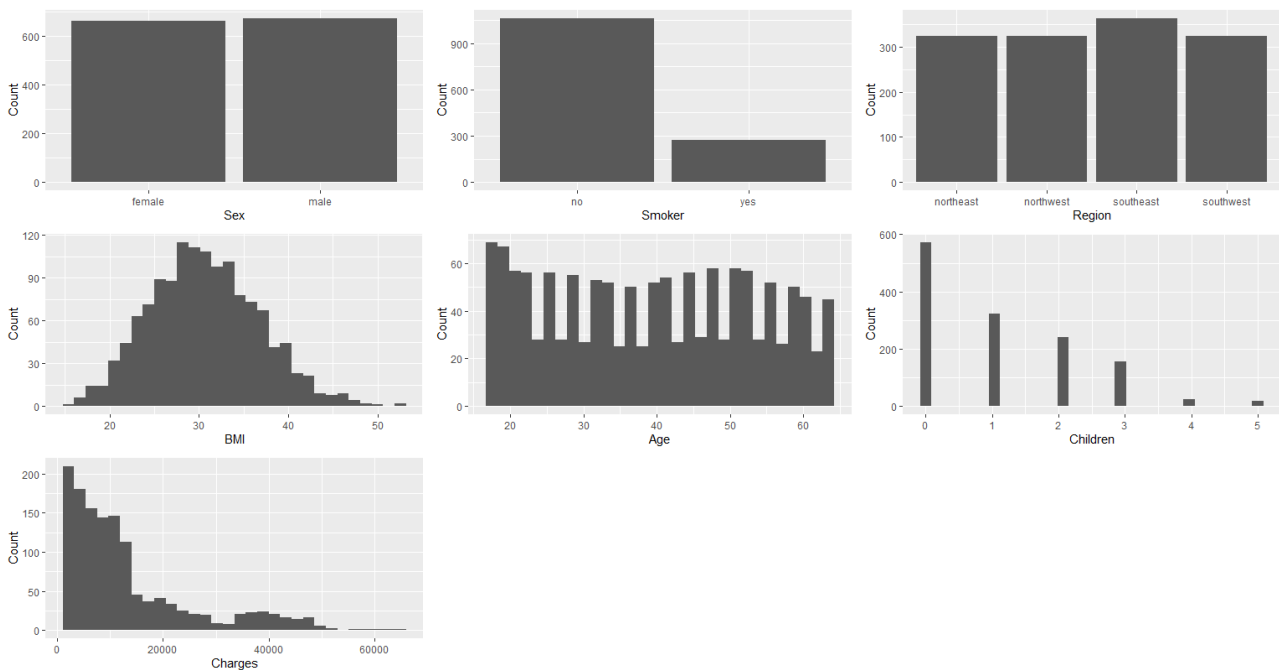 Count
600
400
200
0
female
male
Sex
Count
900
600
300
0
no
yes
Smoker
Count
300
200
100
0
northeast
northwest
southeast
southwest
Region
Count
120
90
60
30
0
20
30
40
50
BMI
Count
60
40
20
0
20
30
40
50
60
Age
Count
600
400
200
0
0
1
2
3
4
5
Children
Count
200
150
100
50
0
0
20000
40000
60000
Charges